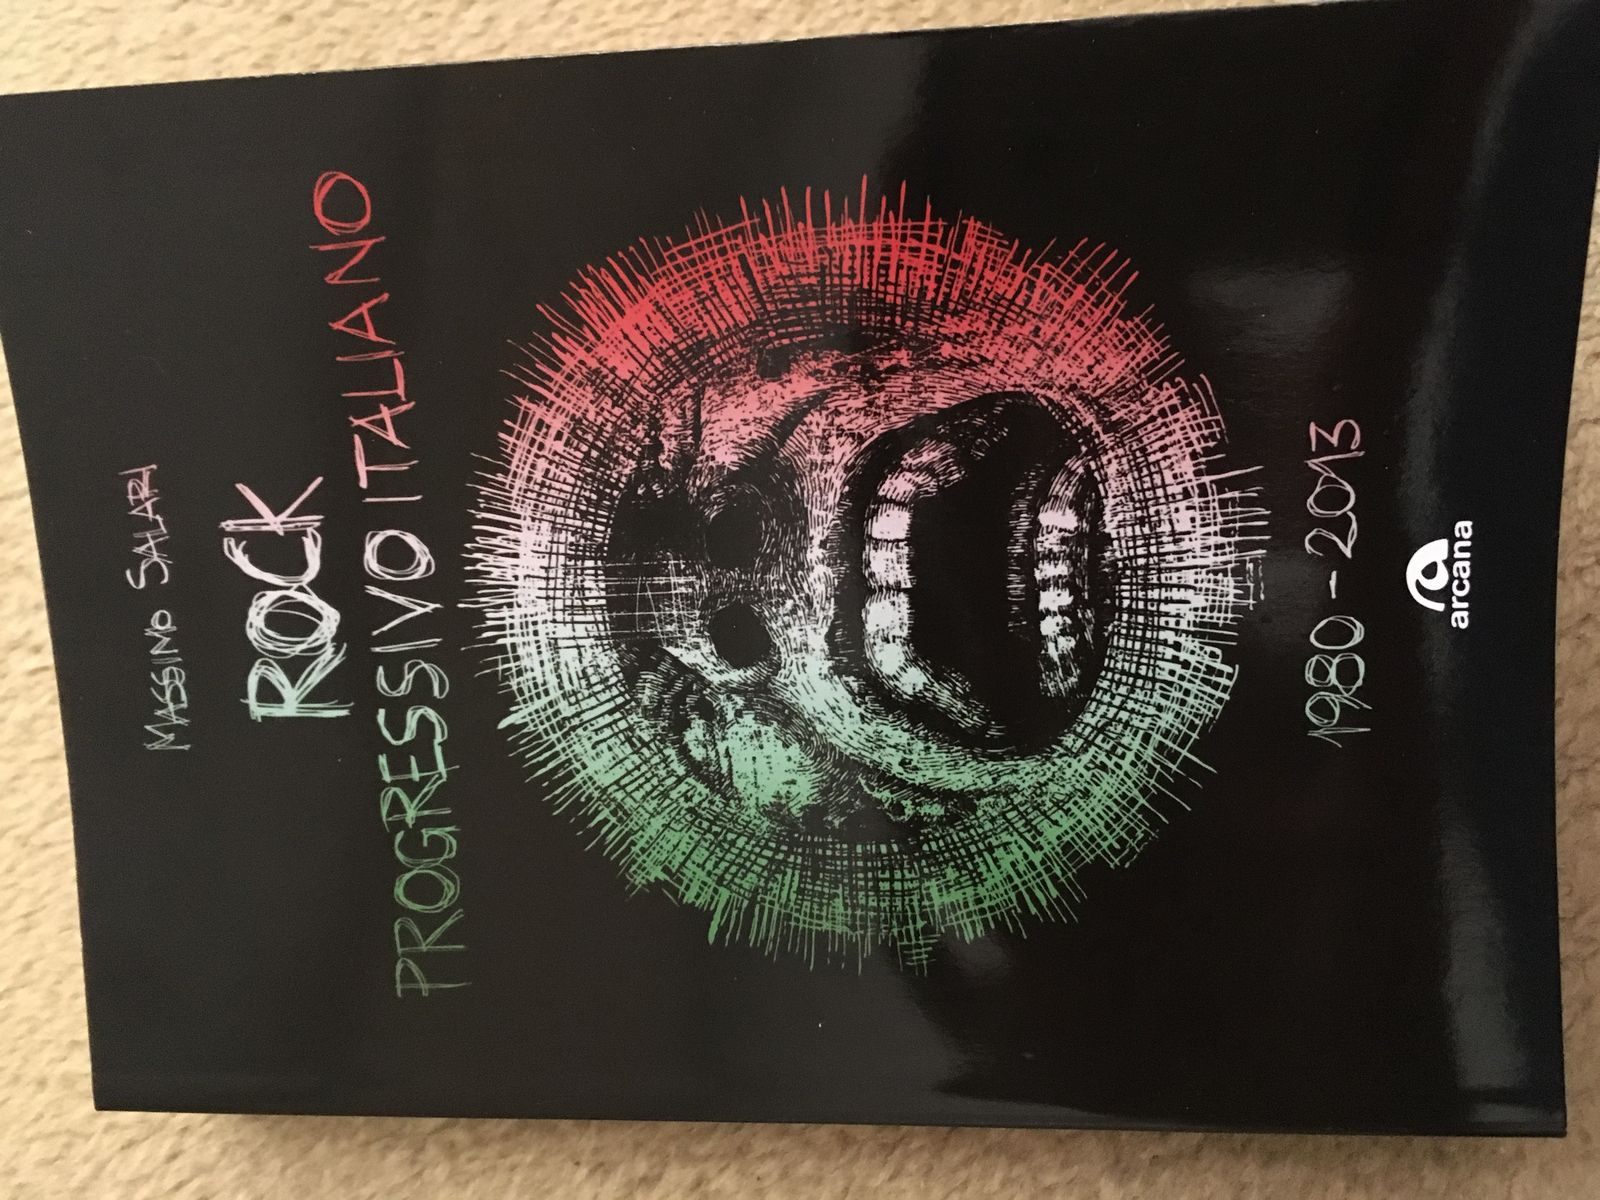 MASSIMO SALARI
ROCK
PROGRESSIVO ITALIANO
1980 - 2013
arcana